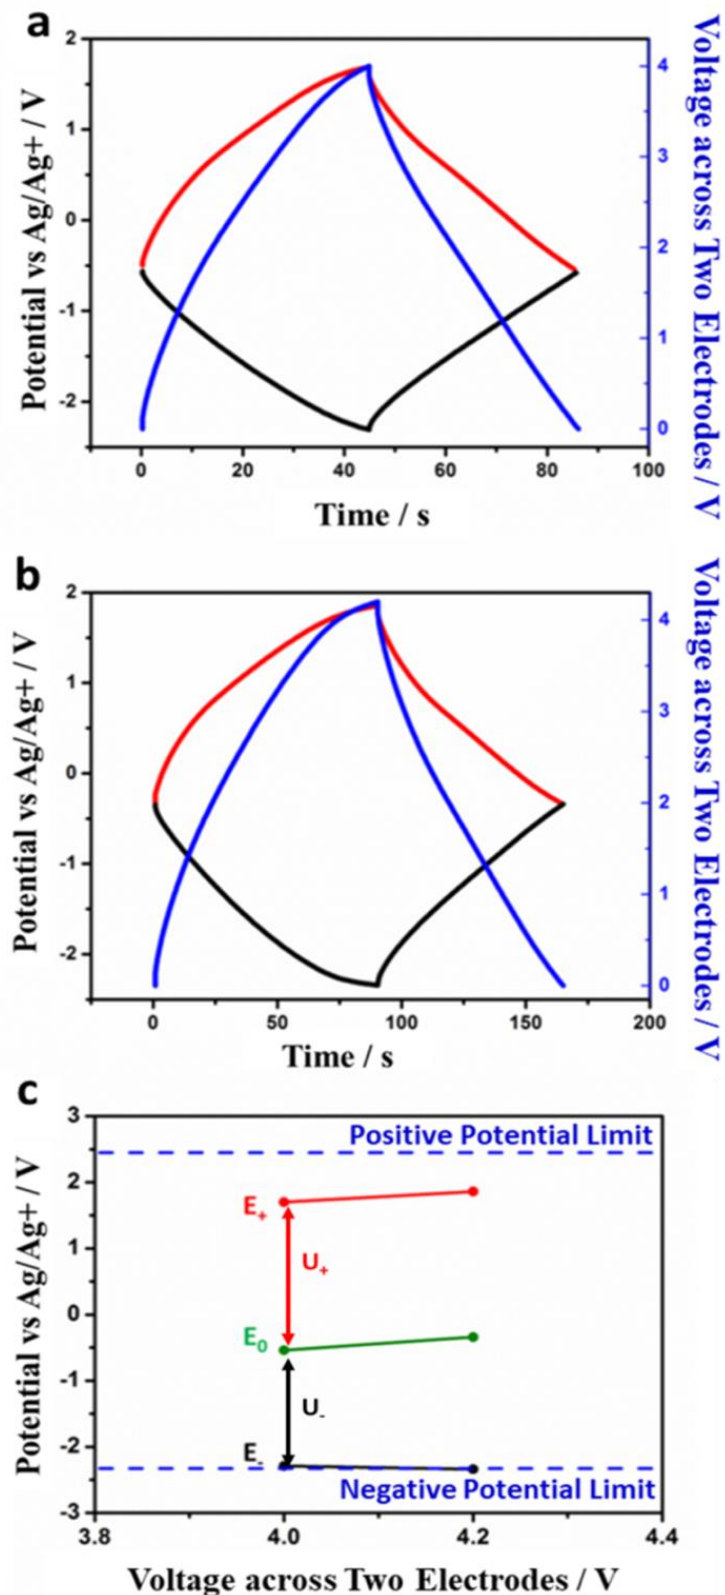 a
Potential vs Ag/Ag+ / V
2
1
0
-1
-2
0 20 40 60 80 100
Time / s
4
3
2
1
0
Voltage across Two Electrodes / V
b
Potential vs Ag/Ag+ / V
2
1
0
-1
-2
0 50 100 150 200
Time / s
4
3
2
1
0
Voltage across Two Electrodes / V
c
Potential vs Ag/Ag+ / V
3
2
1
0
-1
-2
-3
Positive Potential Limit
E+
U+
E0
U-
E-
Negative Potential Limit
3.8 4.0 4.2 4.4
Voltage across Two Electrodes / V